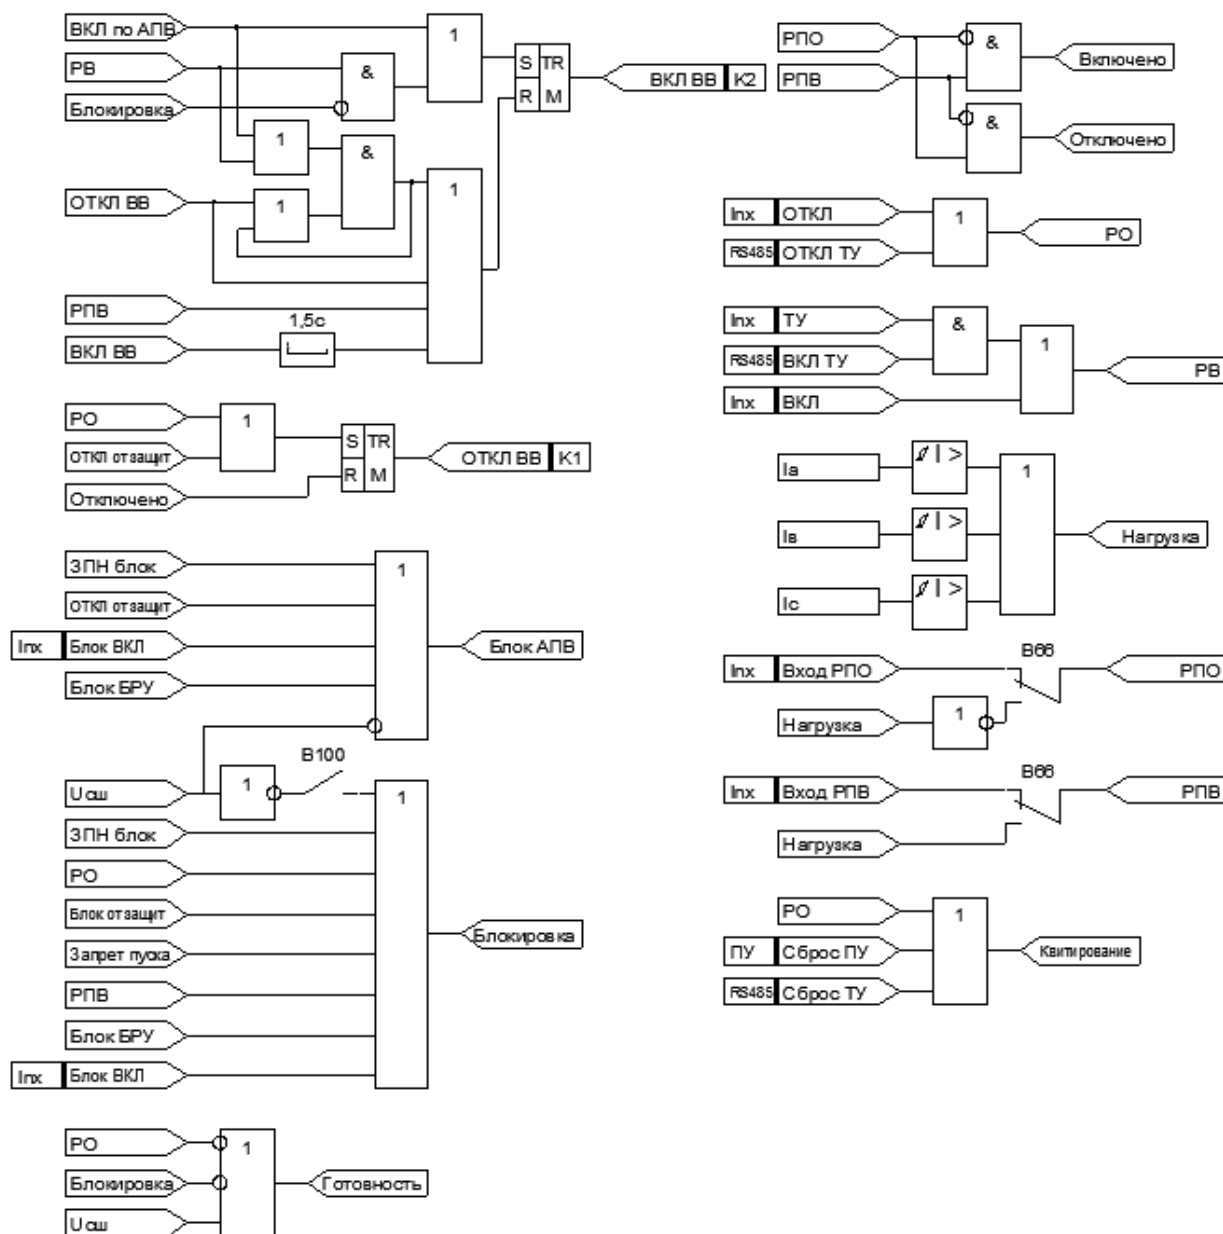 ВКЛ по АПВ
РВ
Блокировка
ОТКЛ ВВ
РПВ
ВКЛ ВВ
1,5с
1
&
1
&
1
1
S TR
R M
ВКЛ ВВ K2
РО
ОТКЛ от защит
Отключено
1
S TR
R M
ОТКЛ ВВ K1
ЗПН блок
ОТКЛ от защит
Inx Блок ВКЛ
Блок БРУ
1
Блок АПВ
Uсш
1
В100
ЗПН блок
РО
Блок от защит
Запрет пуска
РПВ
Блок БРУ
Inx Блок ВКЛ
1
Блокировка
РО
Блокировка
Uсш
1
Готовность
РПО
РПВ
&
Включено
&
Отключено
Inx ОТКЛ
RS485 ОТКЛ ТУ
1
РО
Inx ТУ
RS485 ВКЛ ТУ
Inx ВКЛ
&
1
РВ
Iа
Iв
Iс
I >
I >
I >
1
Нагрузка
В66
Inx Вход РПО
Нагрузка
1
РПО
В66
Inx Вход РПВ
Нагрузка
РПВ
РО
ПУ Сброс ПУ
RS485 Сброс ТУ
1
Квитирование